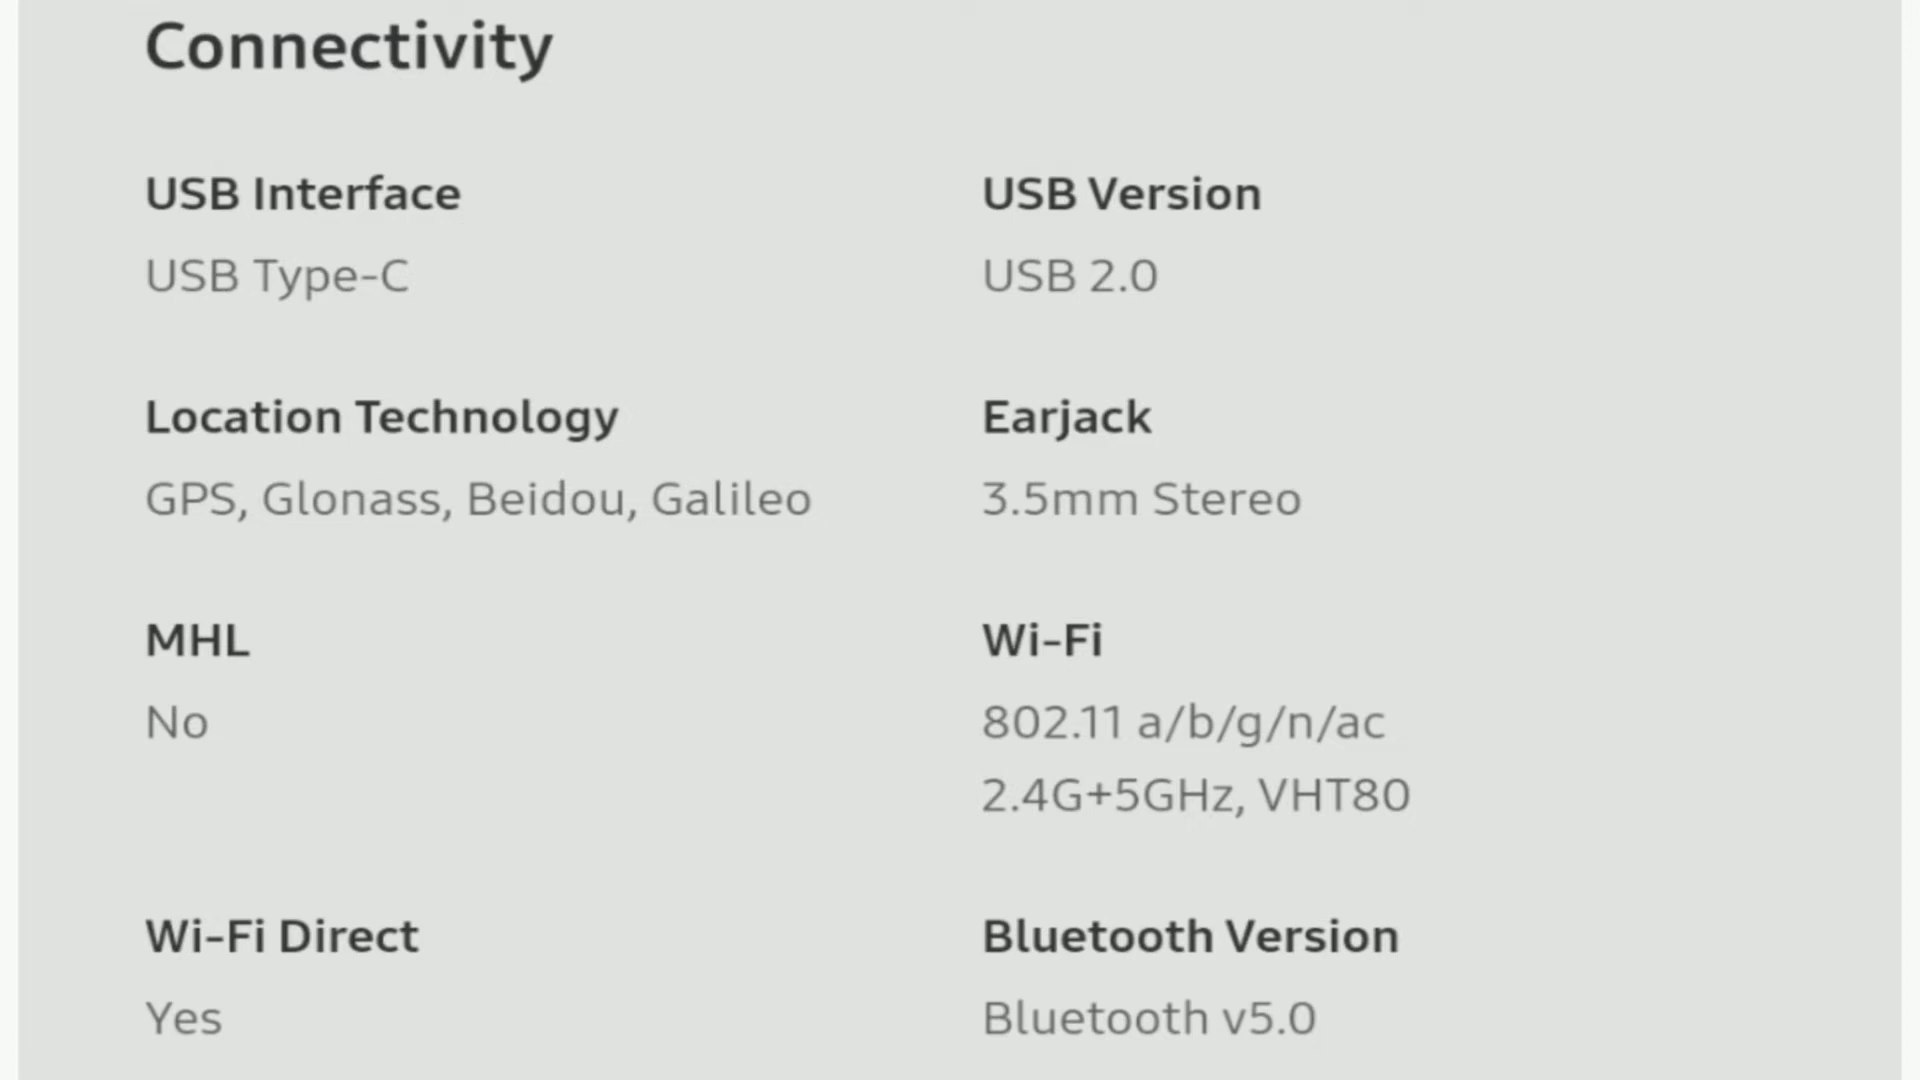 Connectivity
USB Interface
USB Type-C
USB Version
USB 2.0
Location Technology
GPS, Glonass, Beidou, Galileo
Earjack
3.5mm Stereo
MHL
No
Wi-Fi
802.11 a/b/g/n/ac
2.4G+5GHz, VHT80
Wi-Fi Direct
Yes
Bluetooth Version
Bluetooth v5.0